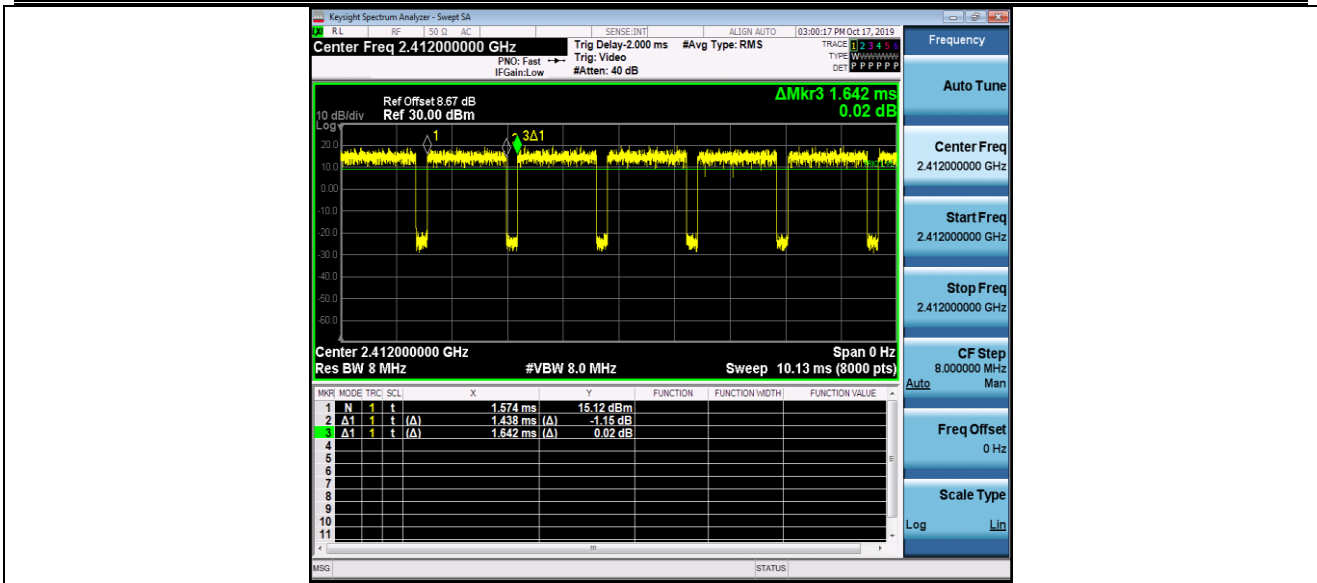 Keysight Spectrum Analyzer - Swept SA
RL RF 50 Ω AC SENSE:INT ALIGN AUTO 03:00:17 PM Oct 17, 2019
Center Freq 2.412000000 GHz
PNO: Fast
IFGain:Low
Trig Delay-2.000 ms
Trig: Video
#Atten: 40 dB
#Avg Type: RMS
TRACE 1 2 3 4 5 6
TYPE WWWWWW
DET P P P P P P
ΔMkr3 1.642 ms
0.02 dB
Ref Offset 8.67 dB
10 dB/div Ref 30.00 dBm
Log
1 3Δ1
20.0
10.0
0.00
-10.0
-20.0
-30.0
-40.0
-50.0
-60.0
Center 2.412000000 GHz Span 0 Hz
Res BW 8 MHz #VBW 8.0 MHz Sweep 10.13 ms (8000 pts)
MKR MODE TRC SCL X Y FUNCTION FUNCTION WIDTH FUNCTION VALUE
1 N 1 t 1.574 ms 15.12 dBm
2 Δ1 1 t (Δ) 1.438 ms (Δ) -1.15 dB
3 Δ1 1 t (Δ) 1.642 ms (Δ) 0.02 dB
4
5
6
7
8
9
10
11
MSG STATUS
Frequency
Auto Tune
Center Freq
2.412000000 GHz
Start Freq
2.412000000 GHz
Stop Freq
2.412000000 GHz
CF Step
8.000000 MHz
Auto Man
Freq Offset
0 Hz
Scale Type
Log Lin